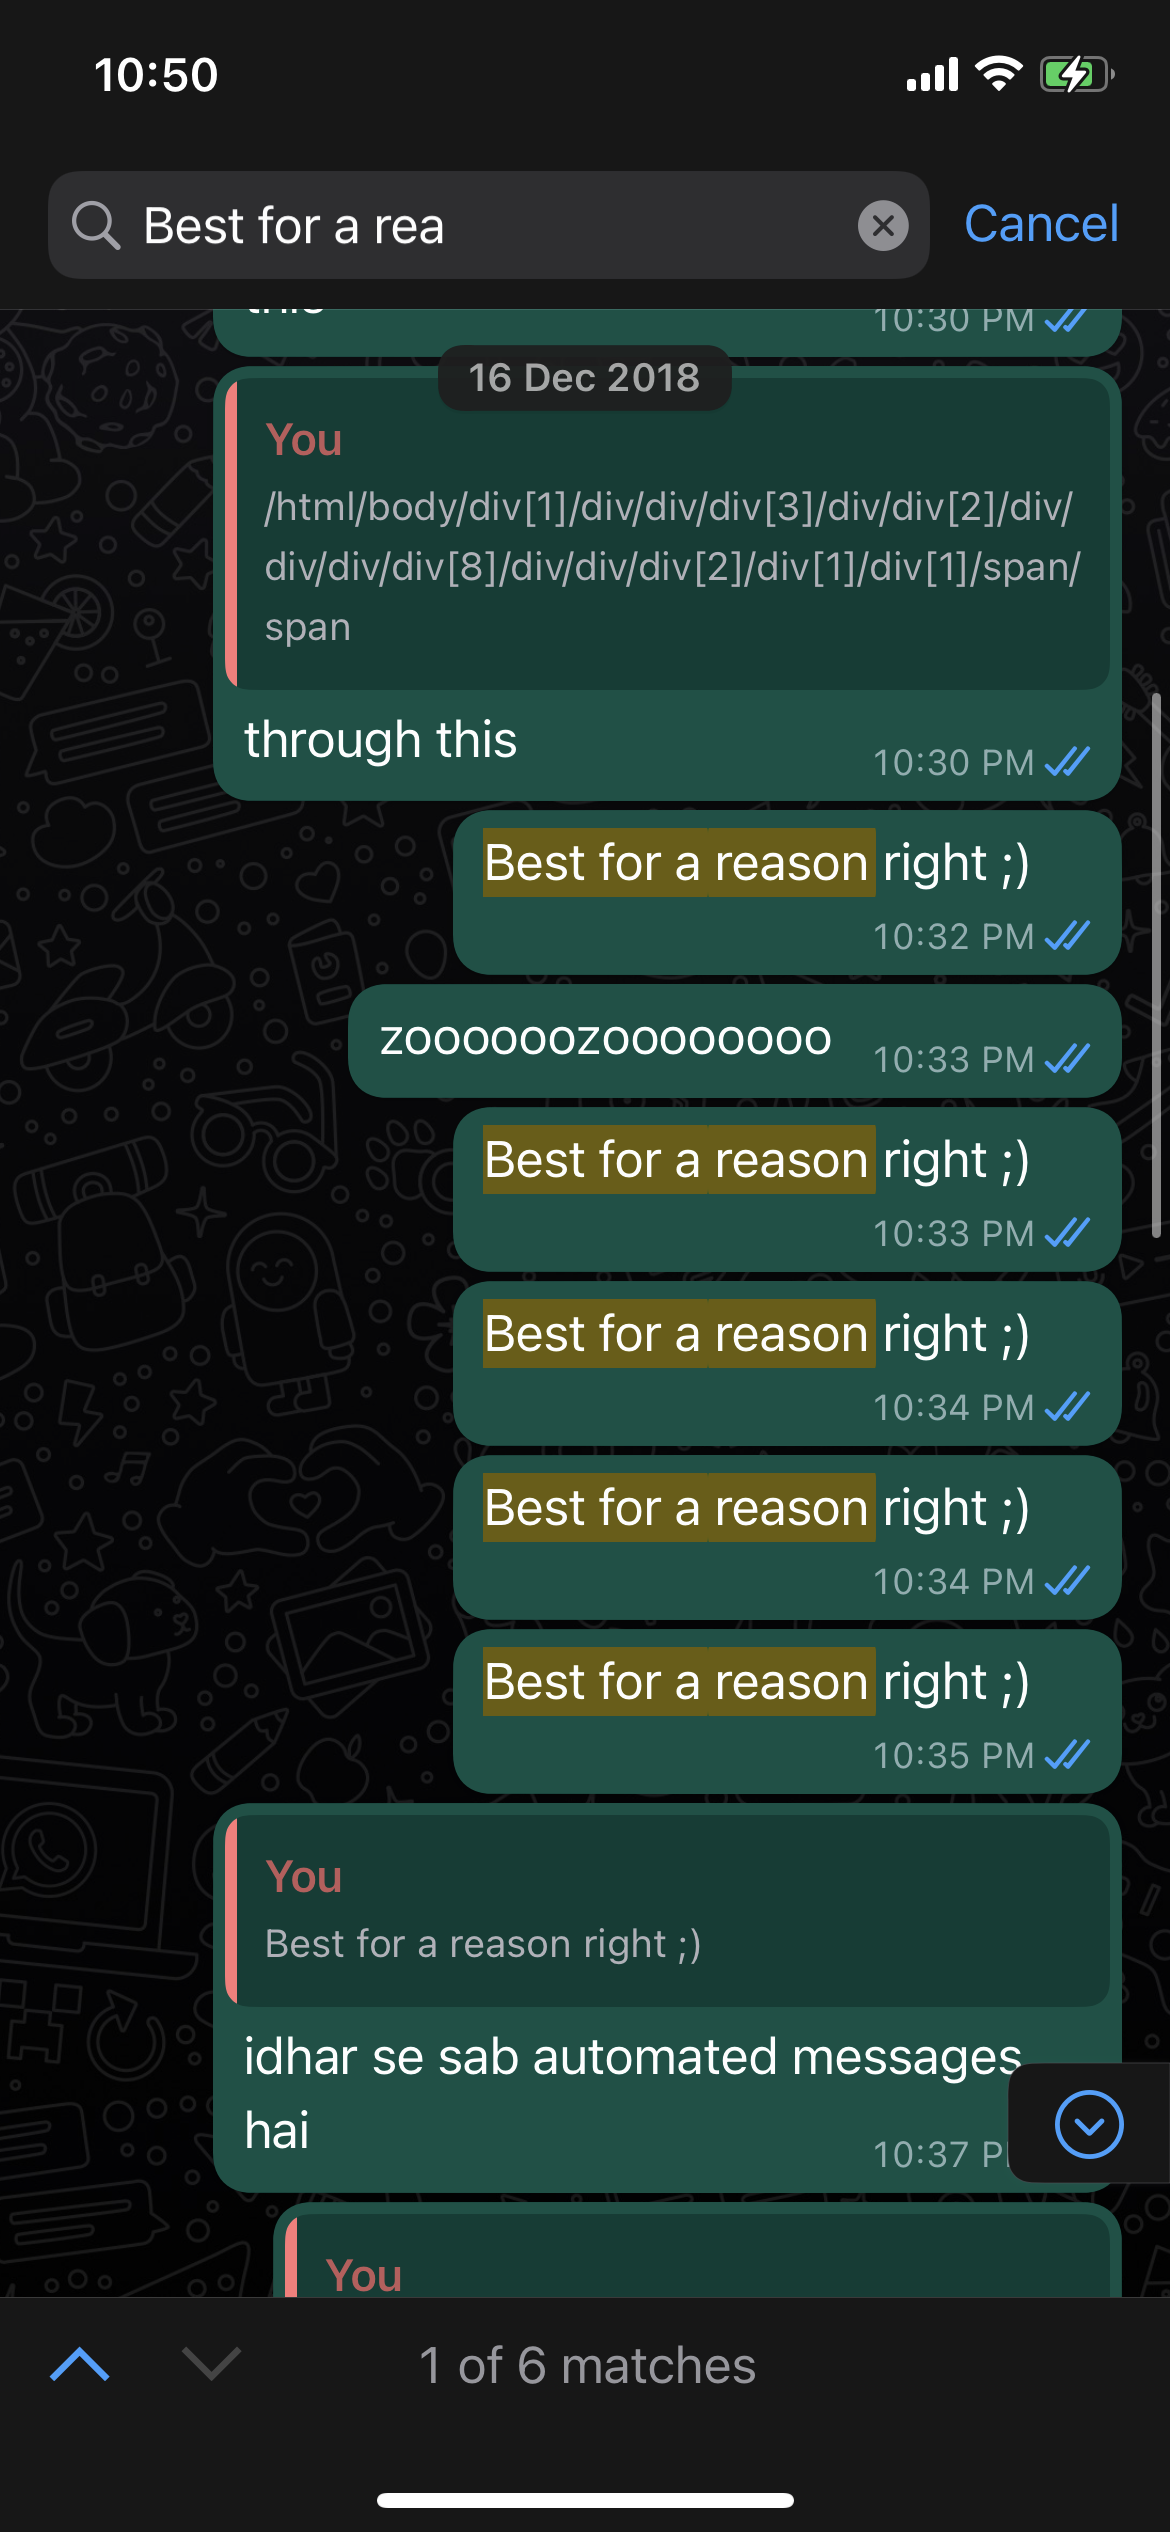 10:50
Best for a rea
Cancel
this
10:30 PM
16 Dec 2018
You
/html/body/div[1]/div/div/div[3]/div/div[2]/div/
div/div/div[8]/div/div/div[2]/div[1]/div[1]/span/
span
through this
10:30 PM
Best for a reason right ;)
10:32 PM
zoooooozoooooooo
10:33 PM
Best for a reason right ;)
10:33 PM
Best for a reason right ;)
10:34 PM
Best for a reason right ;)
10:34 PM
Best for a reason right ;)
10:35 PM
You
Best for a reason right ;)
idhar se sab automated messages
hai
10:37 P
You
1 of 6 matches